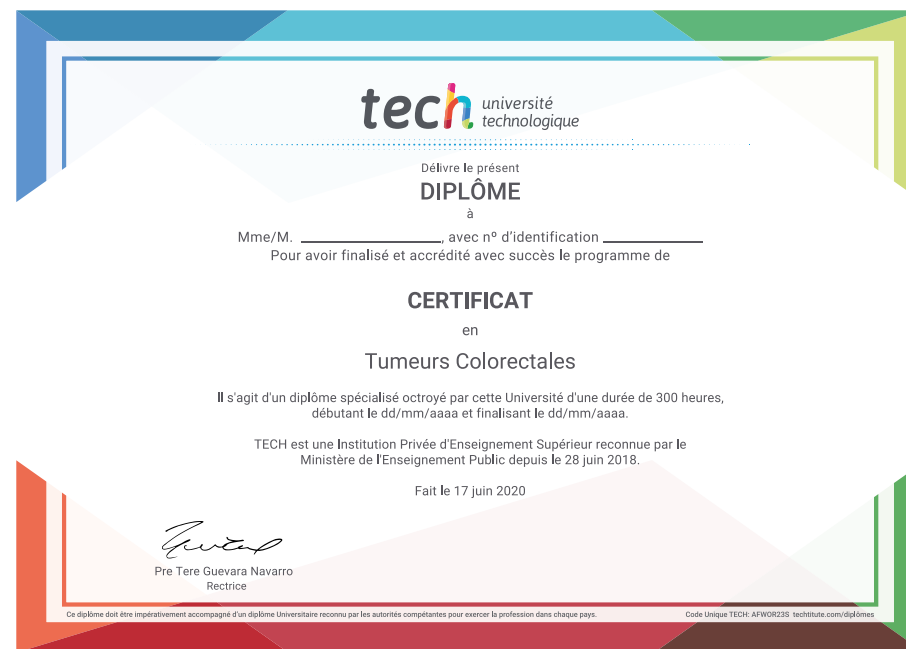 tech université
technologique
Délivre le présent
DIPLÔME
à
Mme/M. ____________________, avec nº d'identification ______________
Pour avoir finalisé et accrédité avec succès le programme de
CERTIFICAT
en
Tumeurs Colorectales
Il s'agit d'un diplôme spécialisé octroyé par cette Université d'une durée de 300 heures,
débutant le dd/mm/aaaa et finalisant le dd/mm/aaaa.
TECH est une Institution Privée d'Enseignement Supérieur reconnue par le
Ministère de l'Enseignement Public depuis le 28 juin 2018.
Fait le 17 juin 2020
Pre Tere Guevara Navarro
Rectrice
Ce diplôme doit être impérativement accompagné d'un diplôme Universitaire reconnu par les autorités compétantes pour exercer la profession dans chaque pays.
Code Unique TECH: AFWOR23S techtitute.com/diplômes